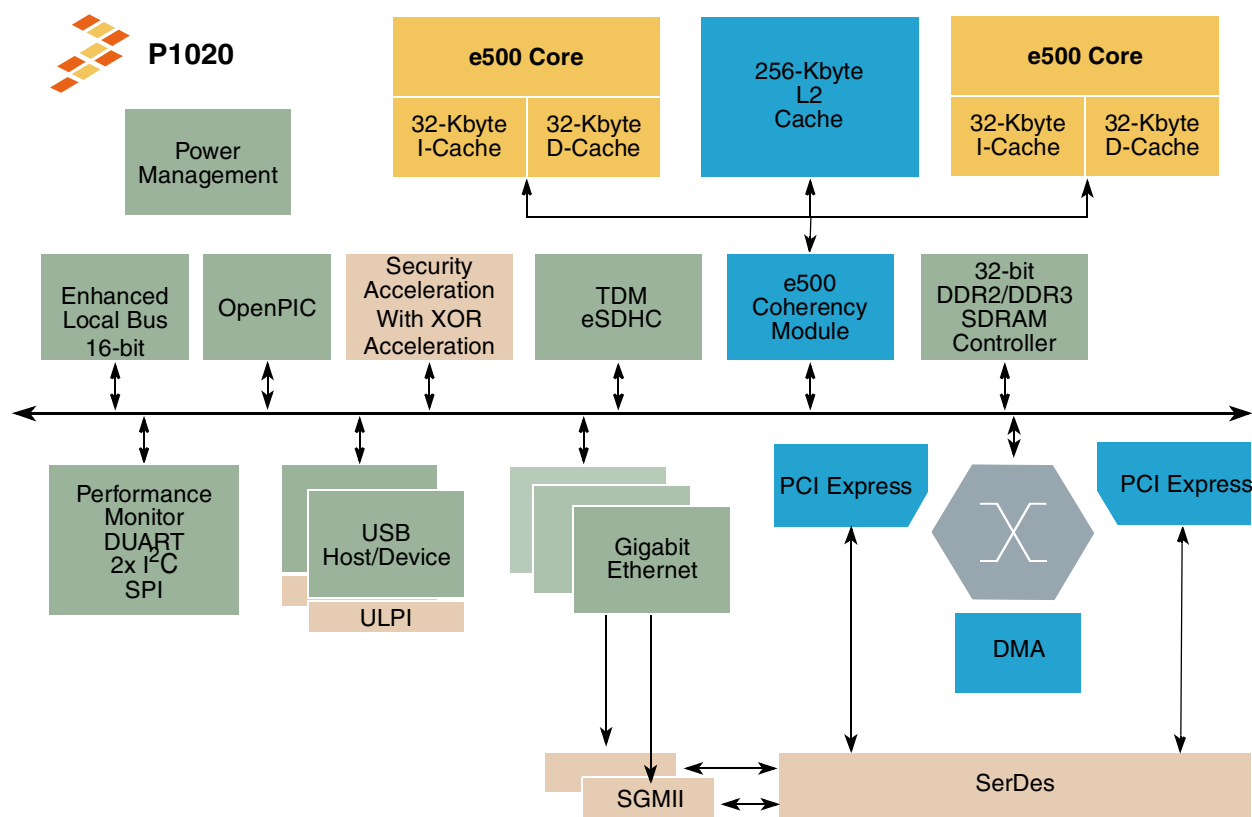 P1020
e500 Core
256-Kbyte
L2
Cache
e500 Core
32-Kbyte
I-Cache
32-Kbyte
D-Cache
32-Kbyte
I-Cache
32-Kbyte
D-Cache
Power
Management
Enhanced
Local Bus
16-bit
OpenPIC
Security
Acceleration
With XOR
Acceleration
TDM
eSDHC
e500
Coherency
Module
32-bit
DDR2/DDR3
SDRAM
Controller
Performance
Monitor
DUART
2x I²C
SPI
USB
Host/Device
ULPI
Gigabit
Ethernet
PCI Express
PCI Express
DMA
SGMII
SerDes